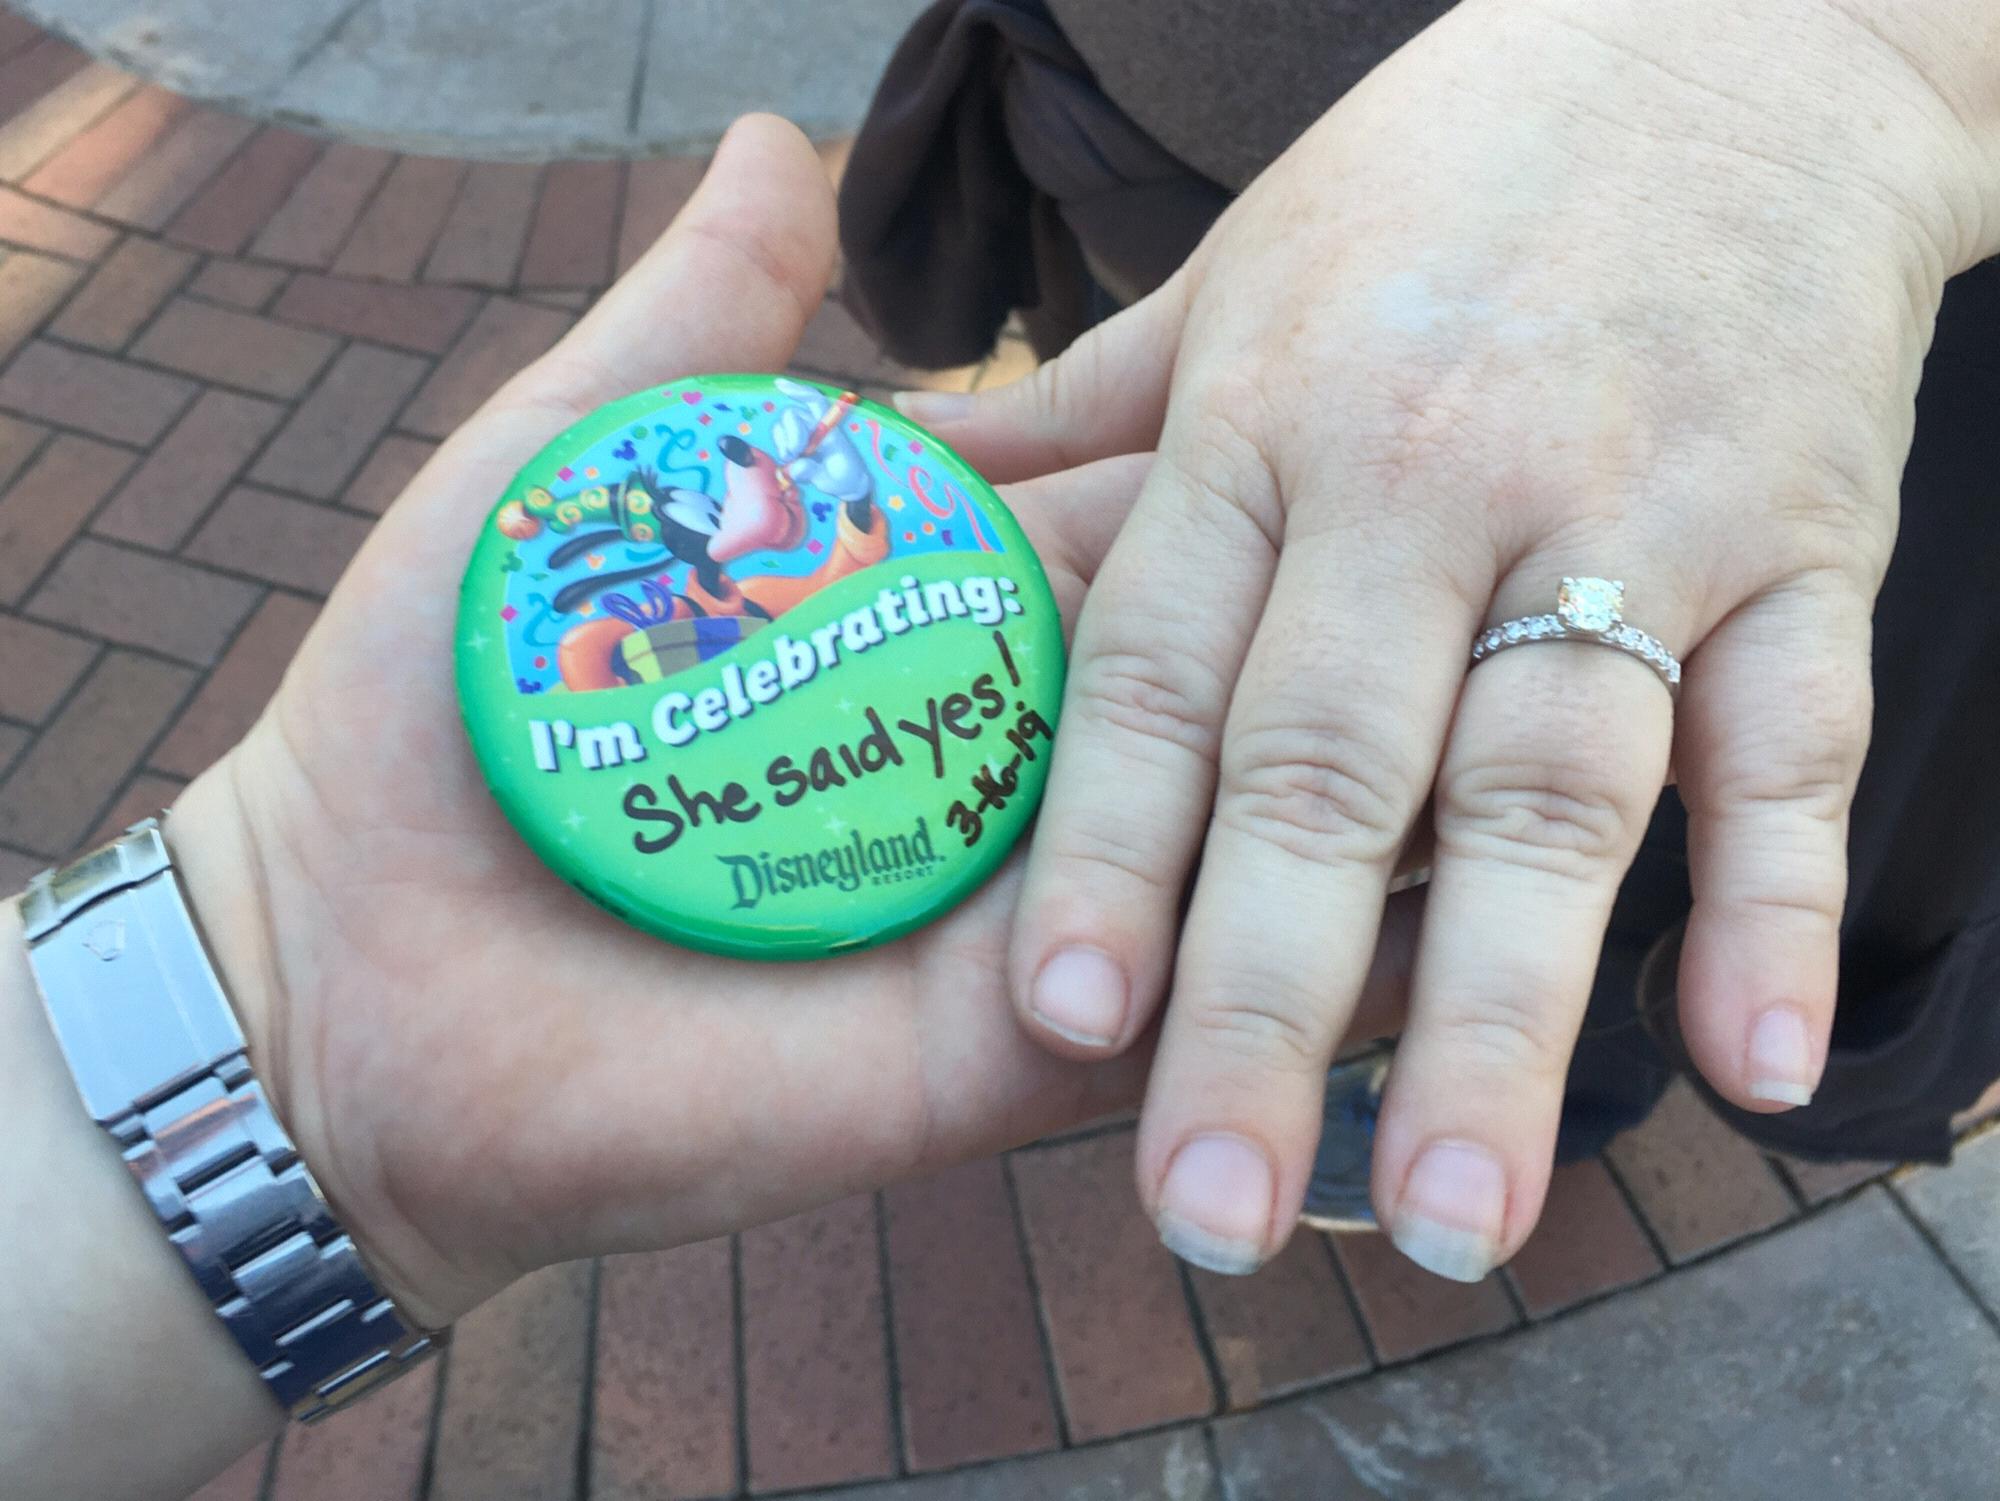 I'm Celebrating:
She said yes!
3-16-19
Disneyland
RESORT